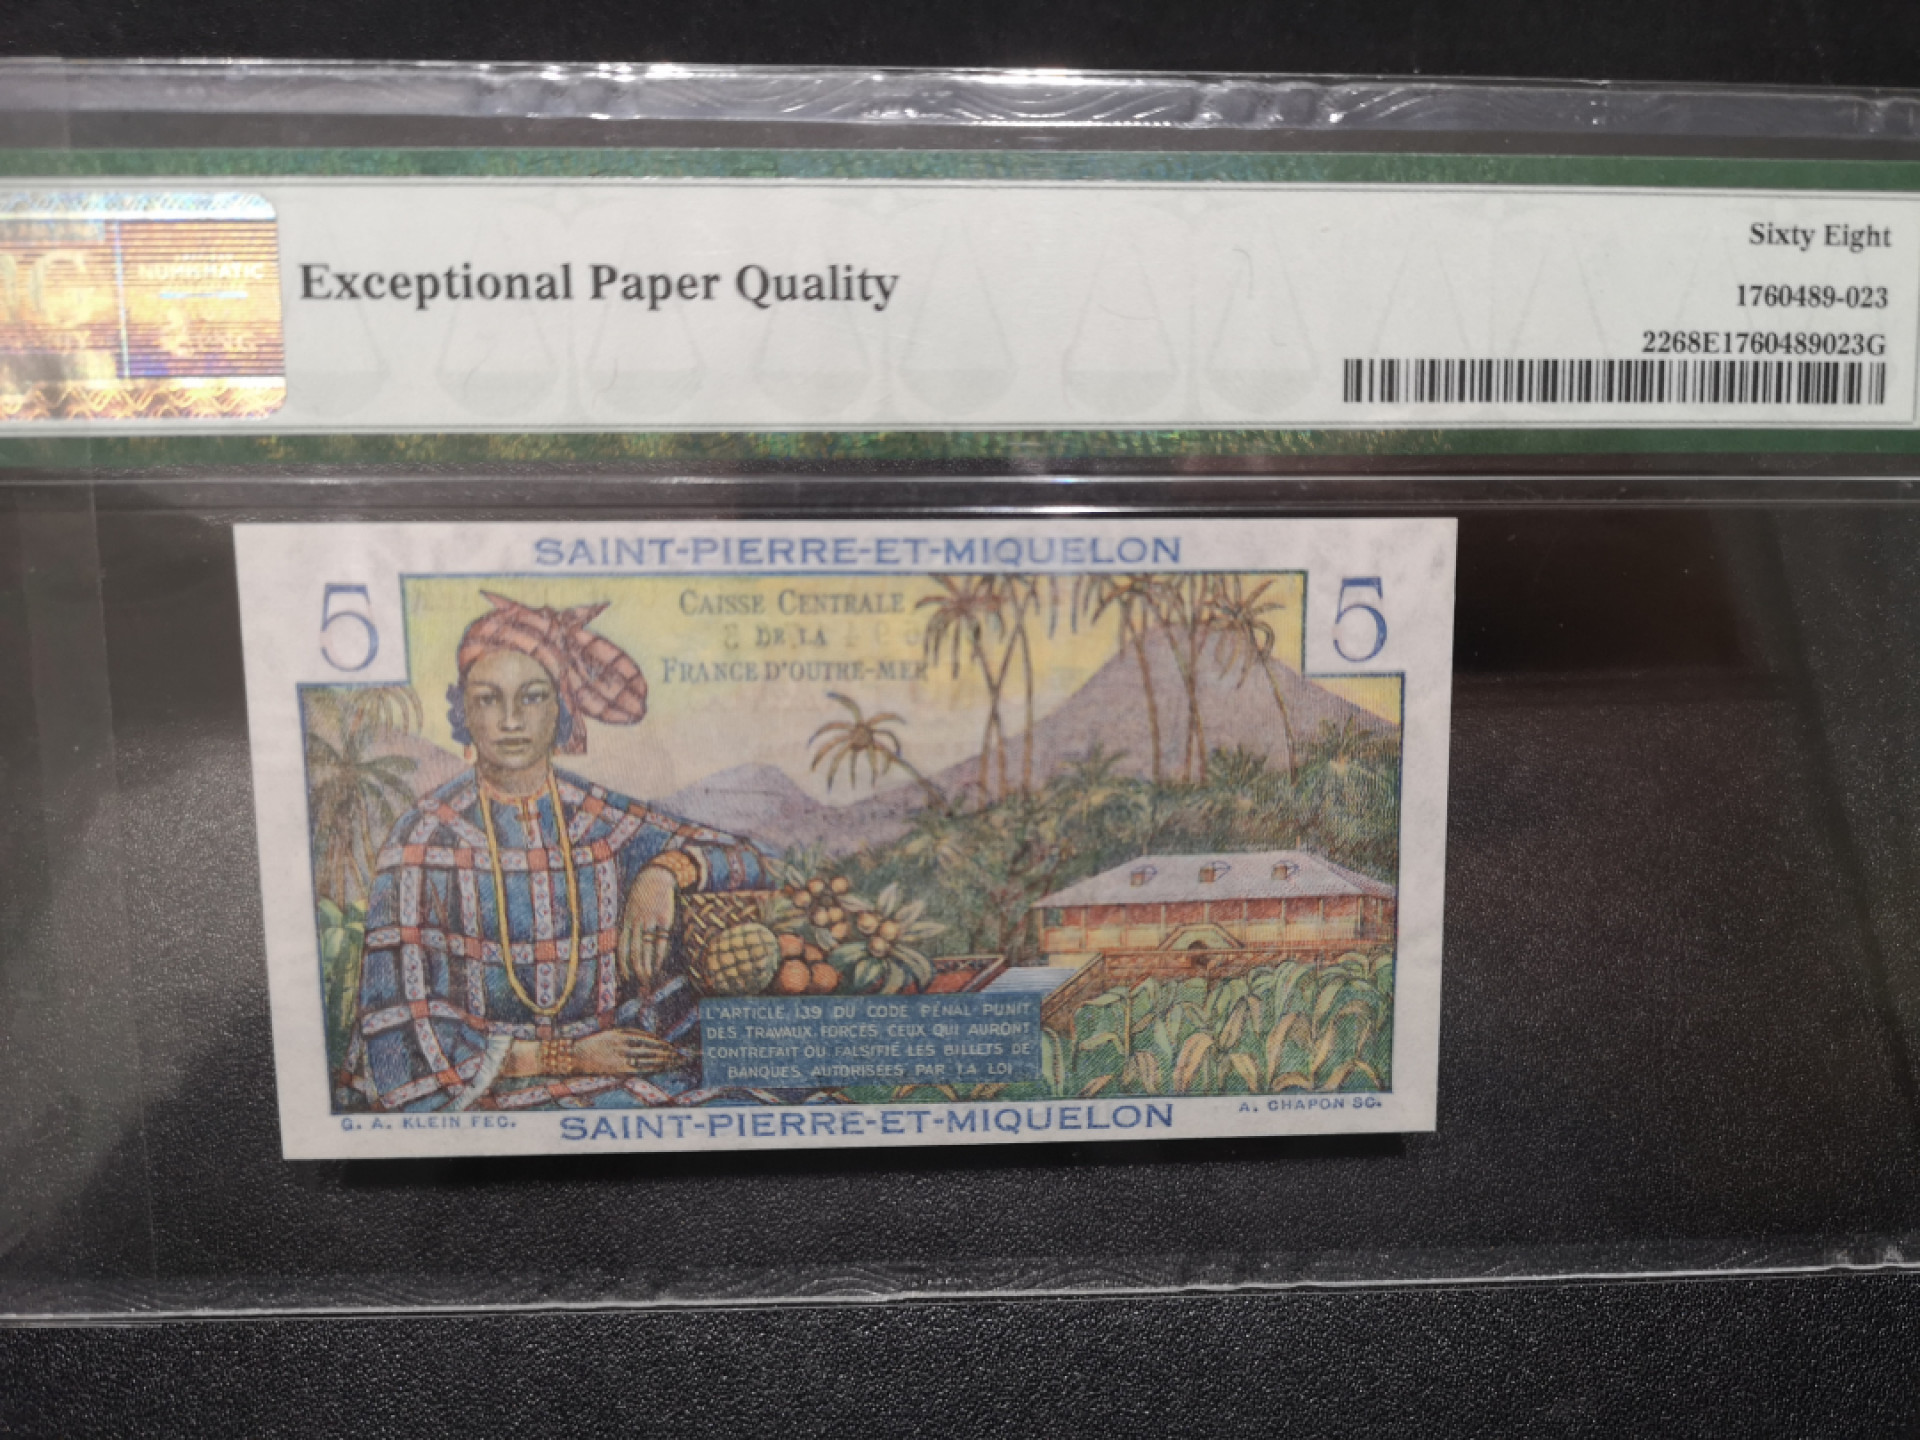 NUMISMATIC
Exceptional Paper Quality
Sixty Eight
1760489-023
2268E1760489023G
SAINT-PIERRE-ET-MIQUELON
5
5
CAISSE CENTRALE
DE LA
FRANCE D'OUTRE-MER
L'ARTICLE 139 DU CODE PÉNAL PUNIT
DES TRAVAUX FORCÉS CEUX QUI AURONT
CONTREFAIT OU FALSIFIÉ LES BILLETS DE
BANQUES AUTORISÉES PAR LA LOI
G. A. KLEIN FEC.
SAINT-PIERRE-ET-MIQUELON
A. CHAPON SC.